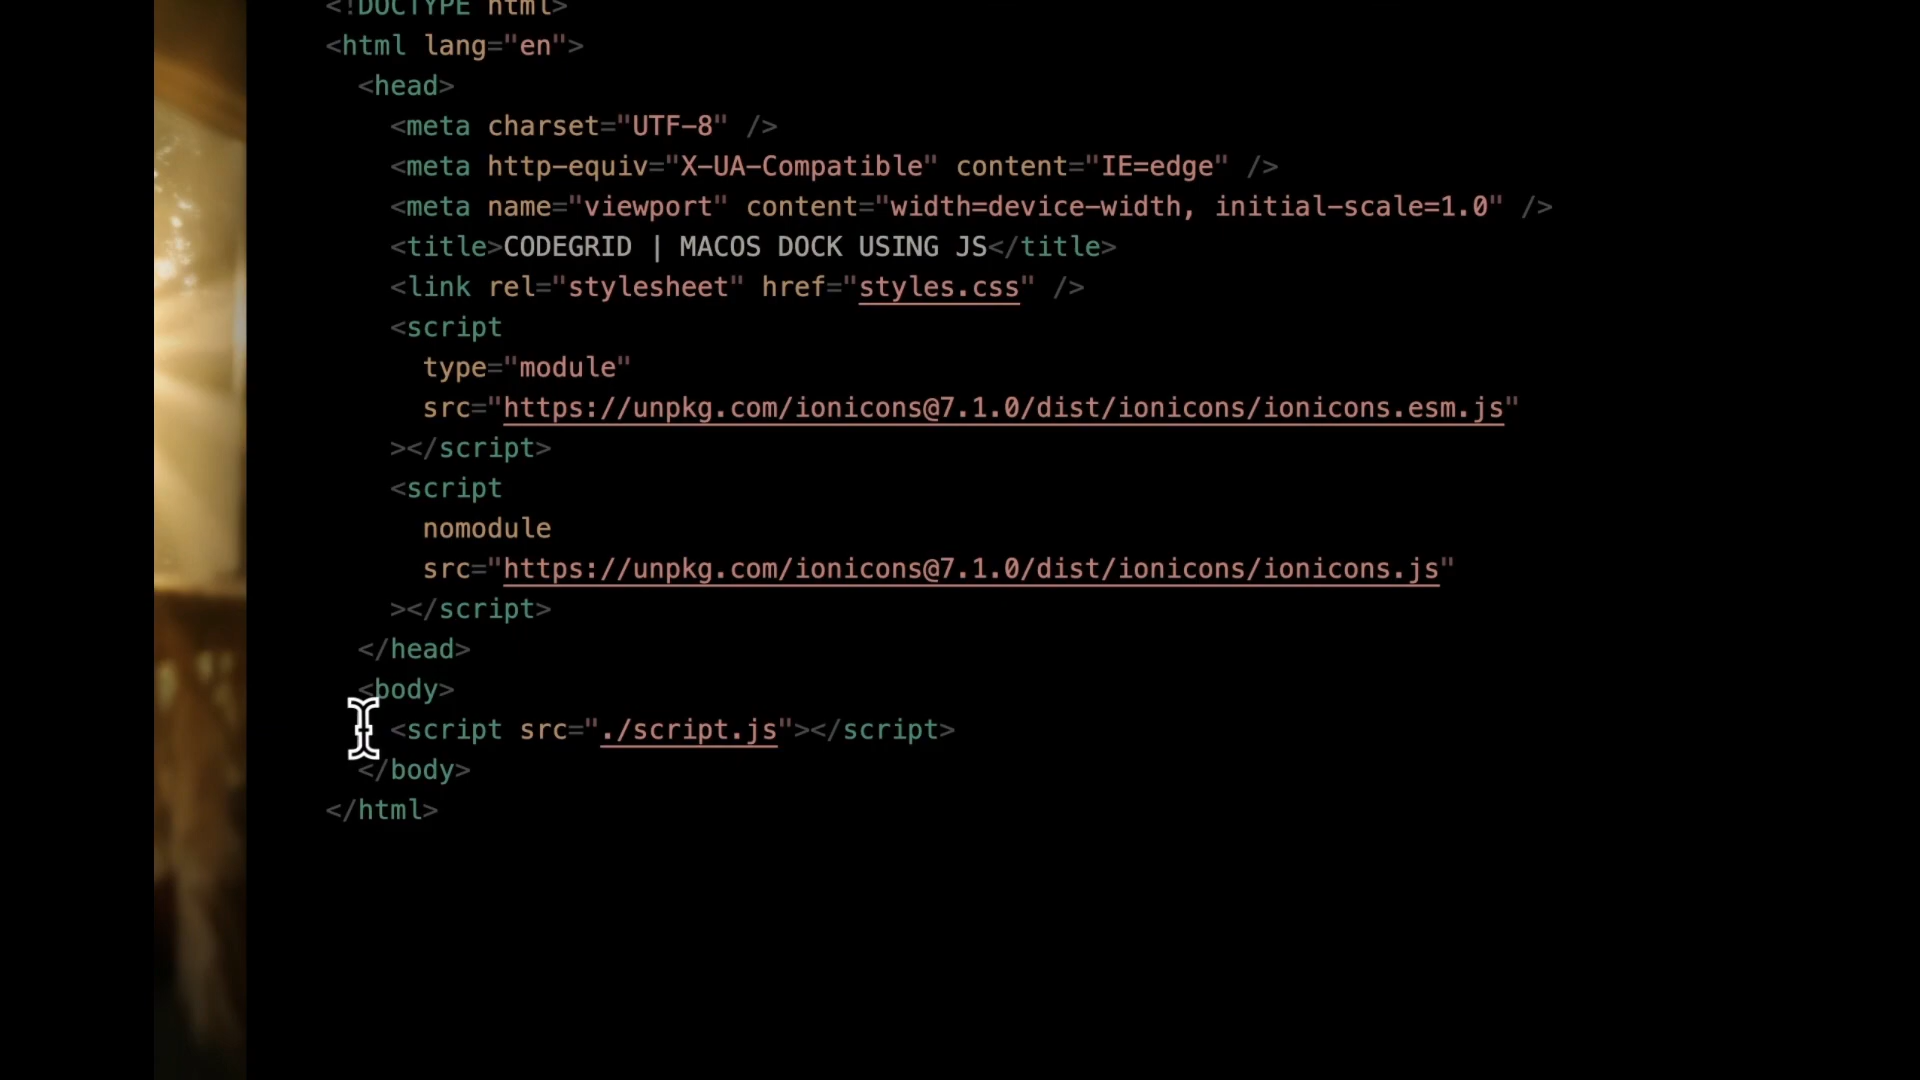 <!DOCTYPE html>
<html lang="en">
<head>
<meta charset="UTF-8" />
<meta http-equiv="X-UA-Compatible" content="IE=edge" />
<meta name="viewport" content="width=device-width, initial-scale=1.0" />
<title>CODEGRID | MACOS DOCK USING JS</title>
<link rel="stylesheet" href="styles.css" />
<script
type="module"
src="https://unpkg.com/ionicons@7.1.0/dist/ionicons/ionicons.esm.js"
></script>
<script
nomodule
src="https://unpkg.com/ionicons@7.1.0/dist/ionicons/ionicons.js"
></script>
</head>
<body>
<script src="./script.js"></script>
</body>
</html>